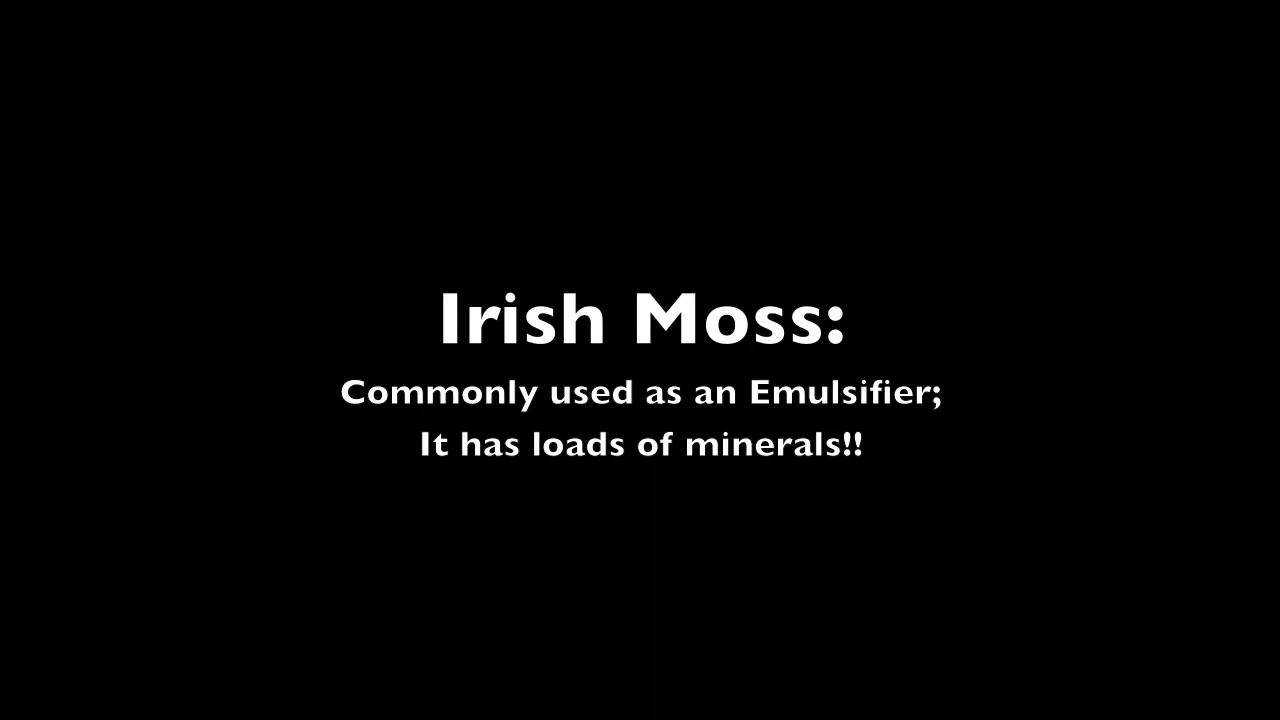 Irish Moss:
Commonly used as an Emulsifier;
It has loads of minerals!!